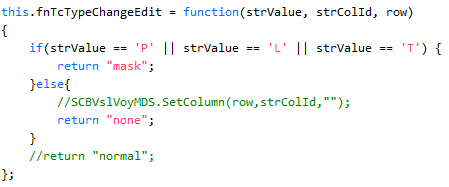 this.fnTcTypeChangeEdit = function(strValue, strColId, row)
{
    if(strValue == 'P' || strValue == 'L' || strValue == 'T') {
        return "mask";
    }else{
        //SCBVslVoyMDS.SetColumn(row,strColId,"");
        return "none";
    }
    //return "normal";
};